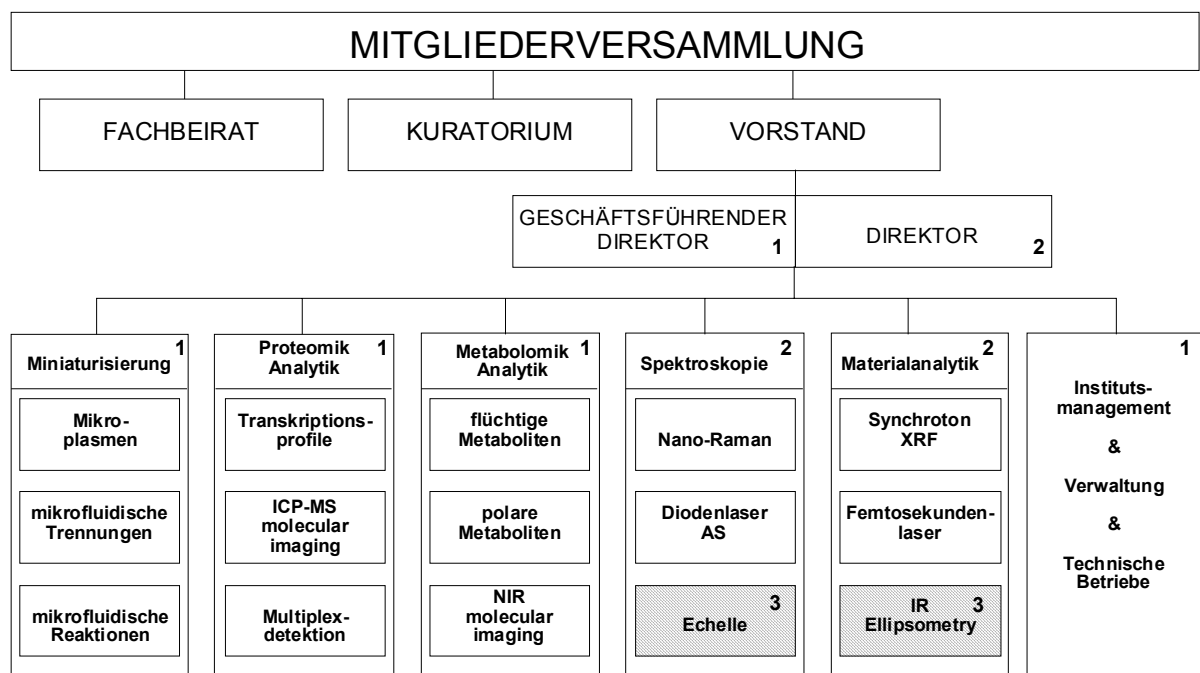 MITGLIEDERVERSAMMLUNG
FACHBEIRAT
KURATORIUM
VORSTAND
GESCHÄFTSFÜHRENDER
DIREKTOR
1
DIREKTOR
2
Miniaturisierung
1
Mikro-
plasmen
mikrofluidische
Trennungen
mikrofluidische
Reaktionen
Proteomik
1
Analytik
Transkriptions-
profile
ICP-MS
molecular
imaging
Multiplex-
detektion
Metabolomik
1
Analytik
flüchtige
Metaboliten
polare
Metaboliten
NIR
molecular
imaging
2
Spektroskopie
Nano-Raman
Diodenlaser
AS
3
Echelle
2
Materialanalytik
Synchroton
XRF
Femtosekunden-
laser
IR
3
Ellipsometry
1
Instituts-
management
&
Verwaltung
&
Technische
Betriebe